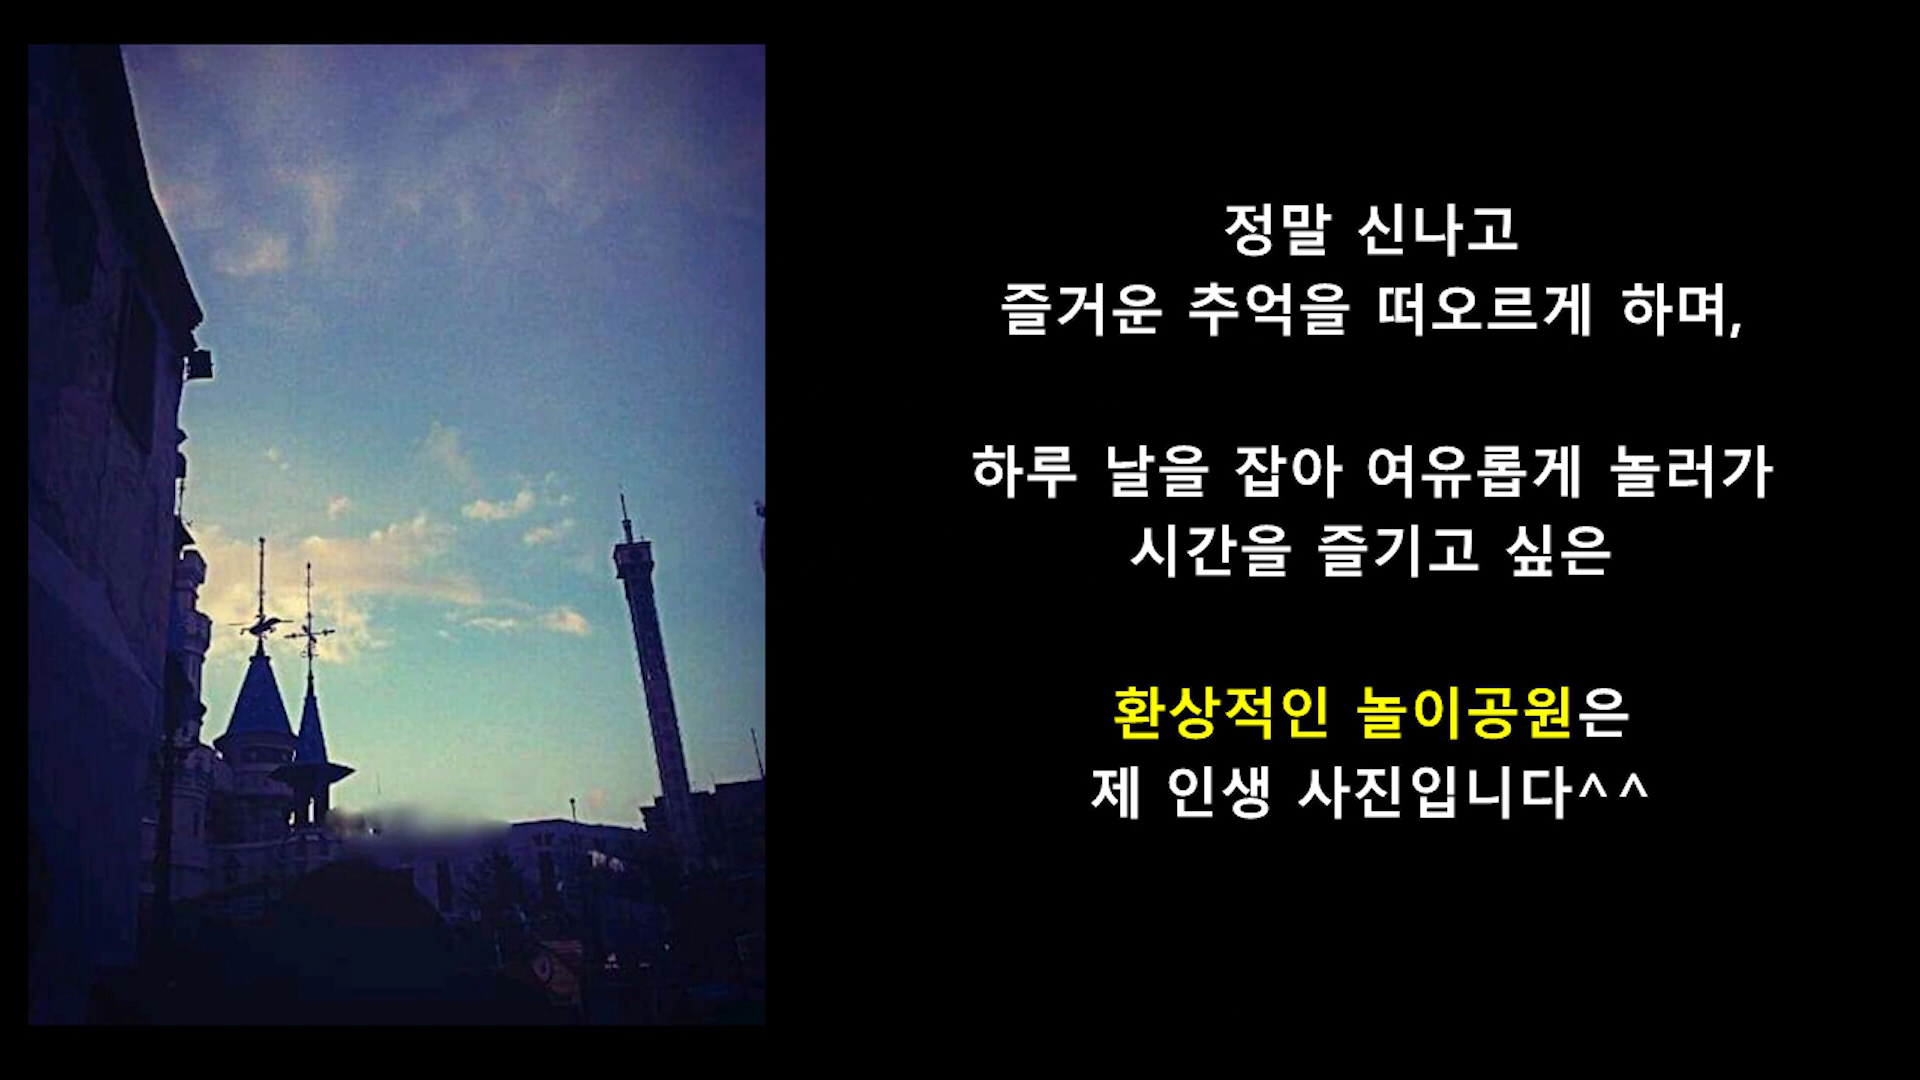 정말 신나고
즐거운 추억을 떠오르게 하며,
하루 날을 잡아 여유롭게 놀러가
시간을 즐기고 싶은
환상적인 놀이공원은
제 인생 사진입니다^^